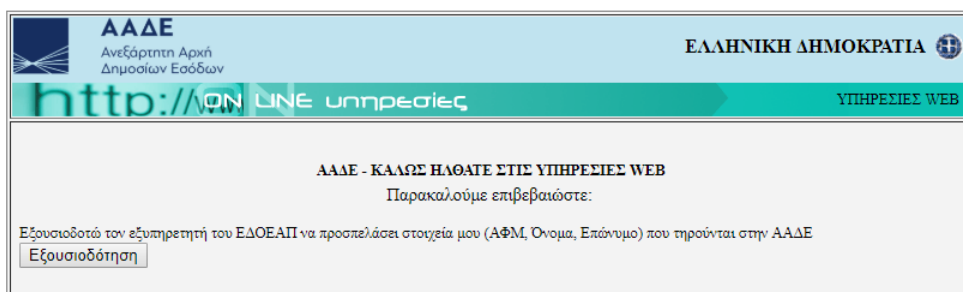 ΑΑΔΕ
Ανεξάρτητη Αρχή
Δημοσίων Εσόδων
ΕΛΛΗΝΙΚΗ ΔΗΜΟΚΡΑΤΙΑ
http://www ON LINE υπηρεσίες
ΥΠΗΡΕΣΙΕΣ WEB
ΑΑΔΕ - ΚΑΛΩΣ ΗΛΘΑΤΕ ΣΤΙΣ ΥΠΗΡΕΣΙΕΣ WEB
Παρακαλούμε επιβεβαιώστε:
Εξουσιοδοτώ τον εξυπηρετητή του ΕΔΟΕΑΠ να προσπελάσει στοιχεία μου (ΑΦΜ, Όνομα, Επώνυμο) που τηρούνται στην ΑΑΔΕ
Εξουσιοδότηση